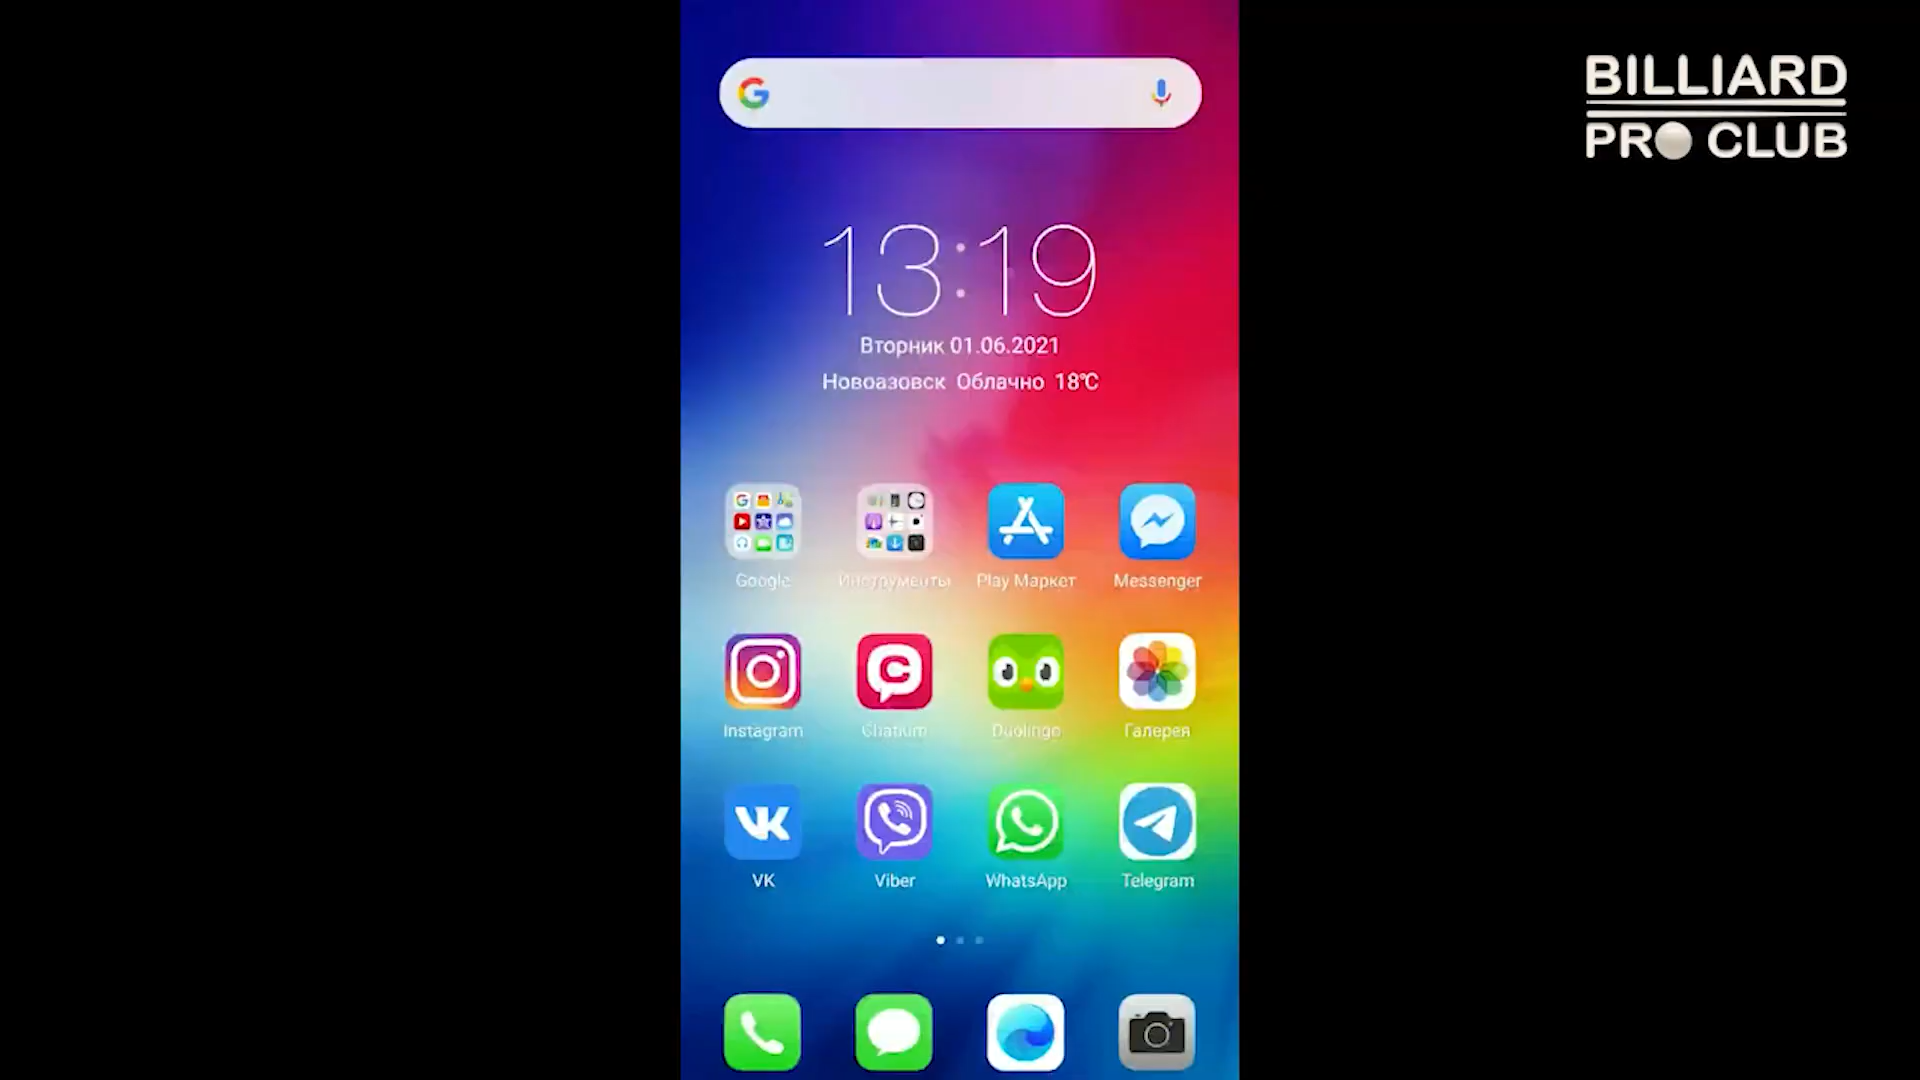 BILLIARD
PRO CLUB
13:19
Вторник 01.06.2021
Новоазовск Облачно 18°C
Google
Инструменты
Play Маркет
Messenger
Instagram
Chatium
Duolingo
Галерея
VK
Viber
WhatsApp
Telegram